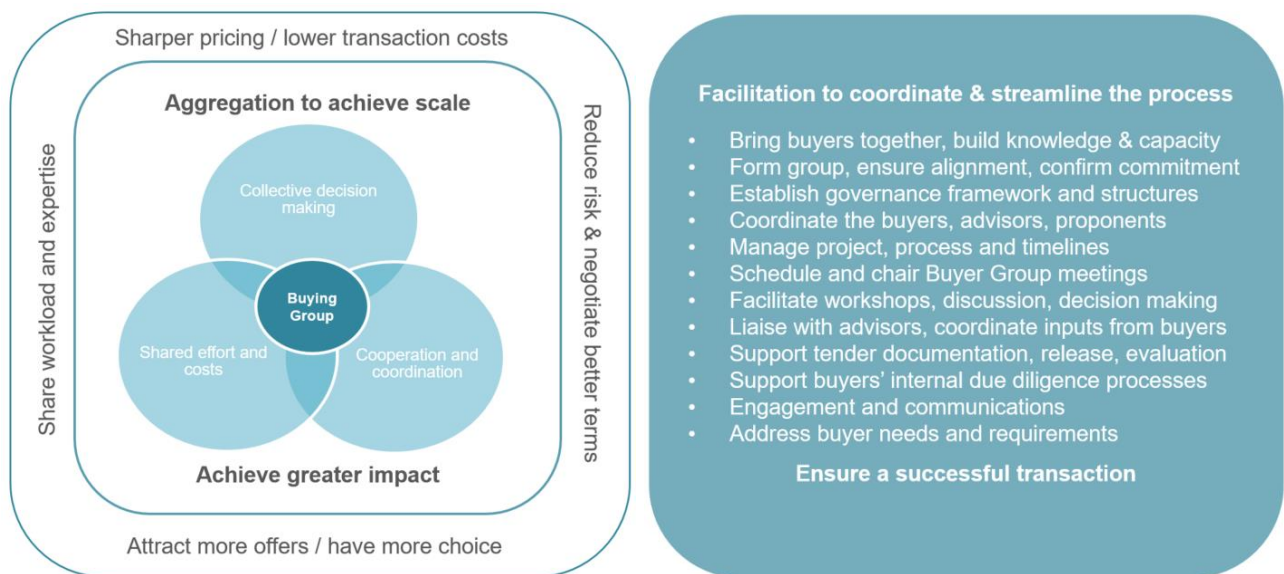 Sharper pricing / lower transaction costs
Share workload and expertise
Aggregation to achieve scale
Collective decision
making
Buying
Group
Shared effort and
costs
Cooperation and
coordination
Achieve greater impact
Reduce risk & negotiate better terms
Attract more offers / have more choice
Facilitation to coordinate & streamline the process
• Bring buyers together, build knowledge & capacity
• Form group, ensure alignment, confirm commitment
• Establish governance framework and structures
• Coordinate the buyers, advisors, proponents
• Manage project, process and timelines
• Schedule and chair Buyer Group meetings
• Facilitate workshops, discussion, decision making
• Liaise with advisors, coordinate inputs from buyers
• Support tender documentation, release, evaluation
• Support buyers’ internal due diligence processes
• Engagement and communications
• Address buyer needs and requirements
Ensure a successful transaction